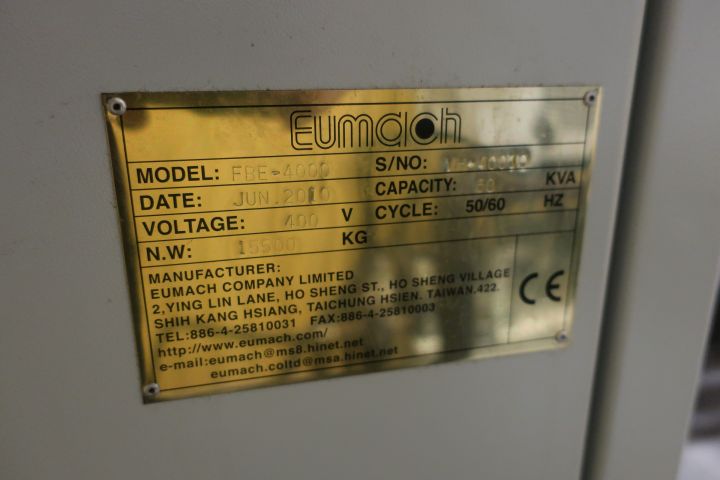 Eumach
MODEL: FBE-4000 S/NO:
DATE: JUN.2010 CAPACITY: 60 KVA
VOLTAGE: 400 V CYCLE: 50/60 HZ
N.W: 15500 KG
MANUFACTURER:
EUMACH COMPANY LIMITED
2,YING LIN LANE, HO SHENG ST., HO SHENG VILLAGE
SHIH KANG HSIANG, TAICHUNG HSIEN. TAIWAN.422.
TEL:886-4-25810031 FAX:886-4-25810003
http://www.eumach.com/
e-mail:eumach@ms8.hinet.net
eumach.coltd@msa.hinet.net
CE